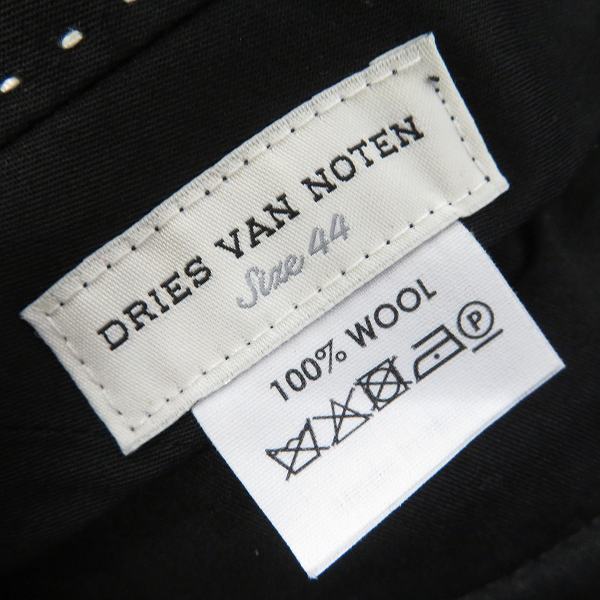 DRIES VAN NOTEN
Size 44
100% WOOL
P